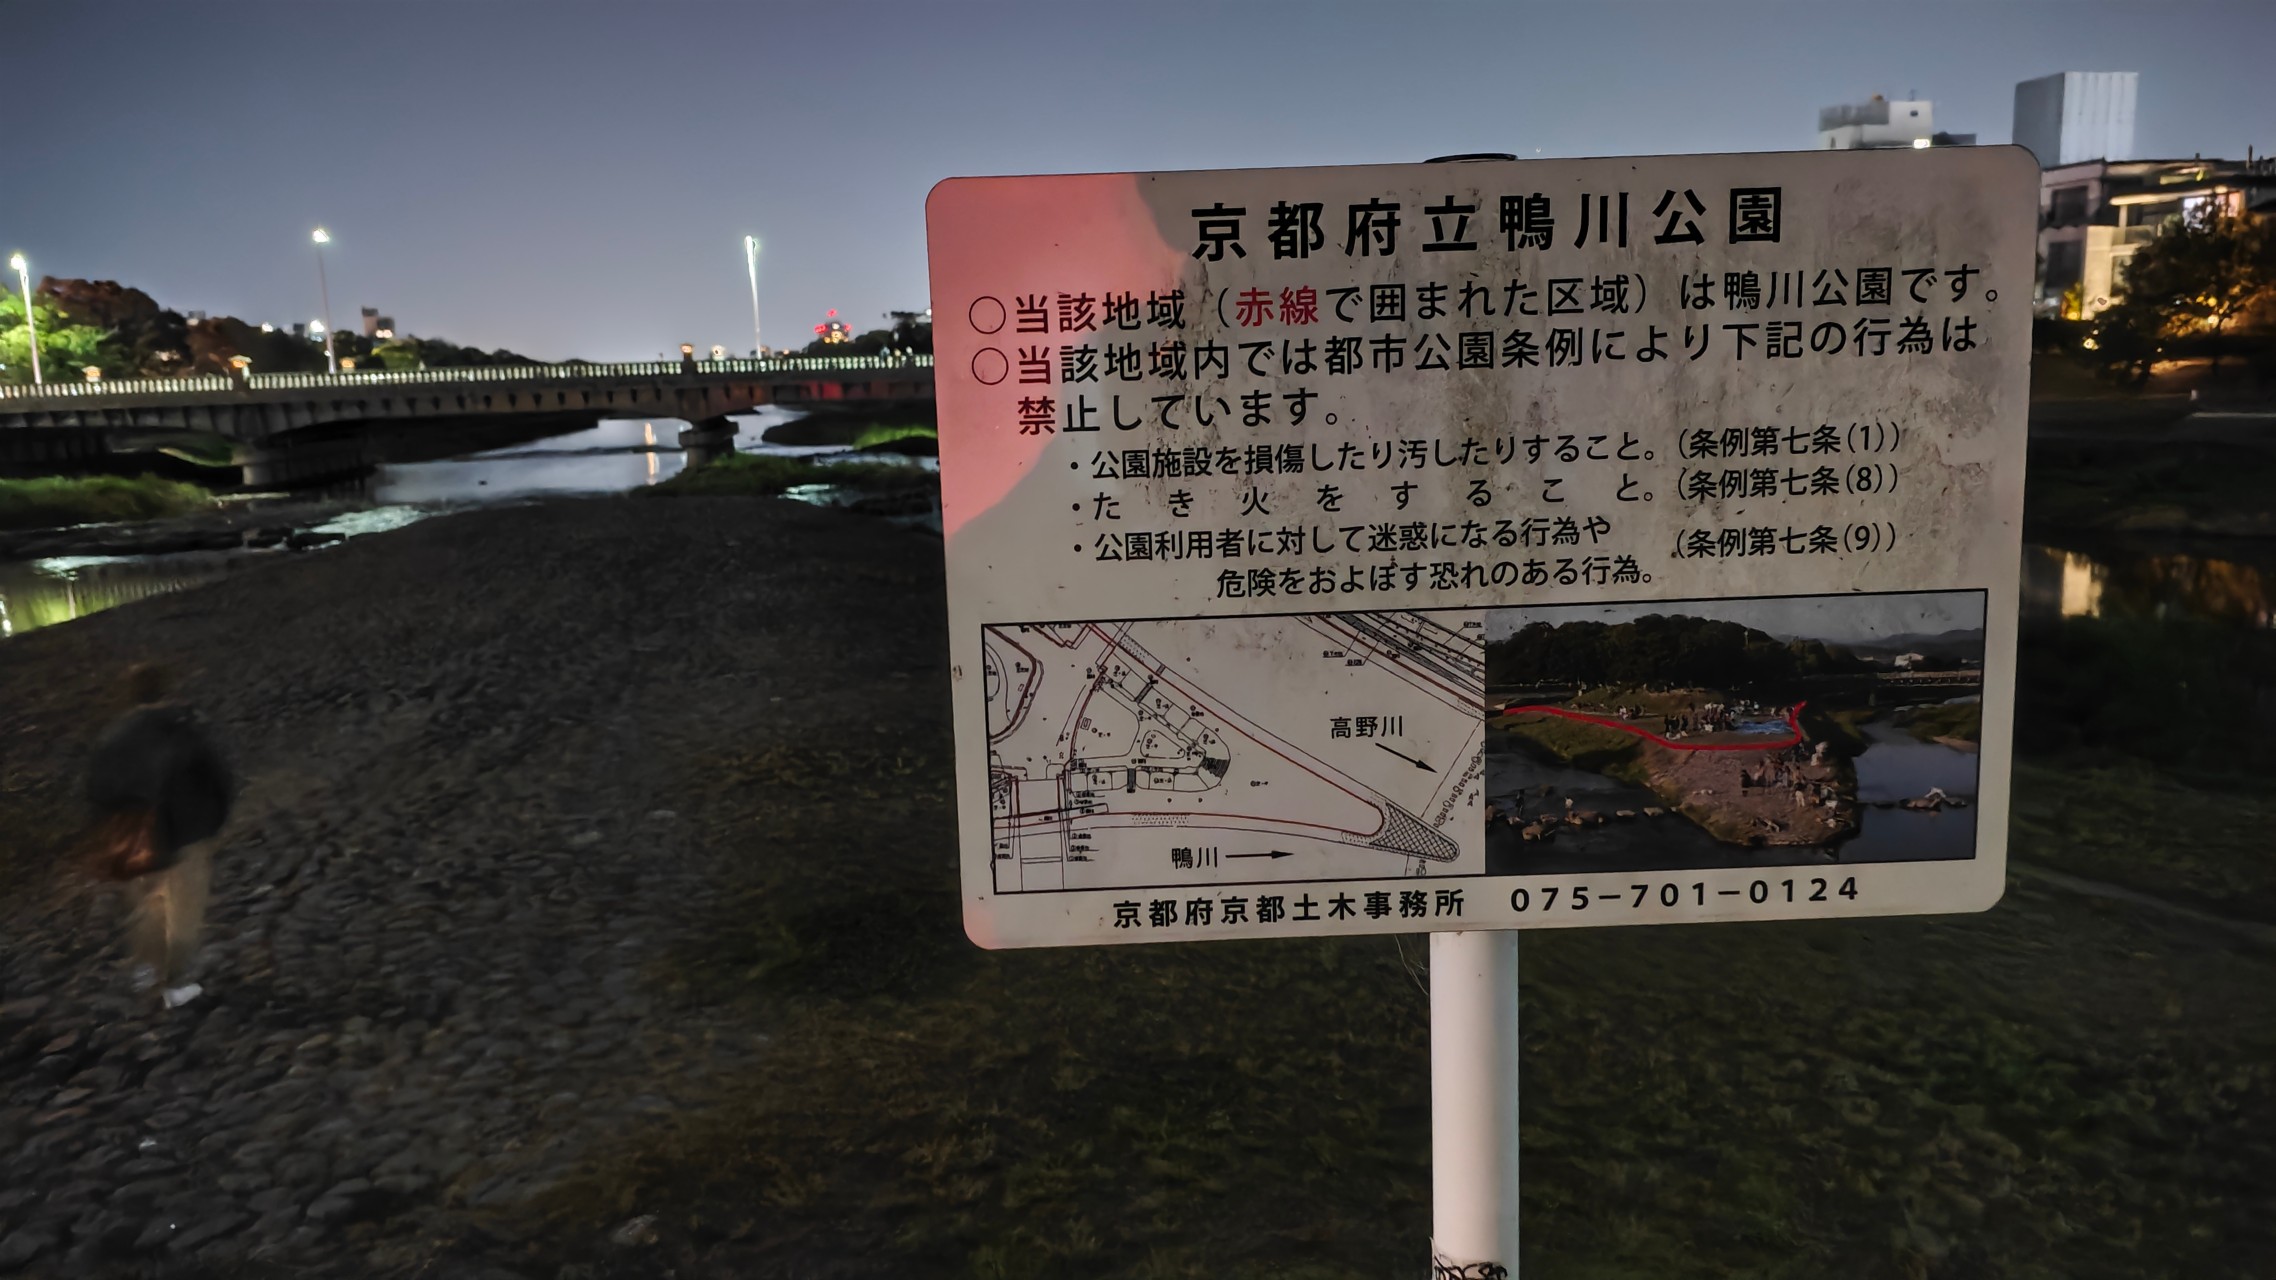 京都府立鴨川公園
○当該地域（赤線で囲まれた区域）は鴨川公園です。
○当該地域内では都市公園条例により下記の行為は
禁止しています。
・公園施設を損傷したり汚したりすること。（条例第七条(1)）
・たき火をすること。（条例第七条(8)）
・公園利用者に対して迷惑になる行為や
危険をおよぼす恐れのある行為。（条例第七条(9)）
高野川
鴨川
京都府京都土木事務所 075-701-0124